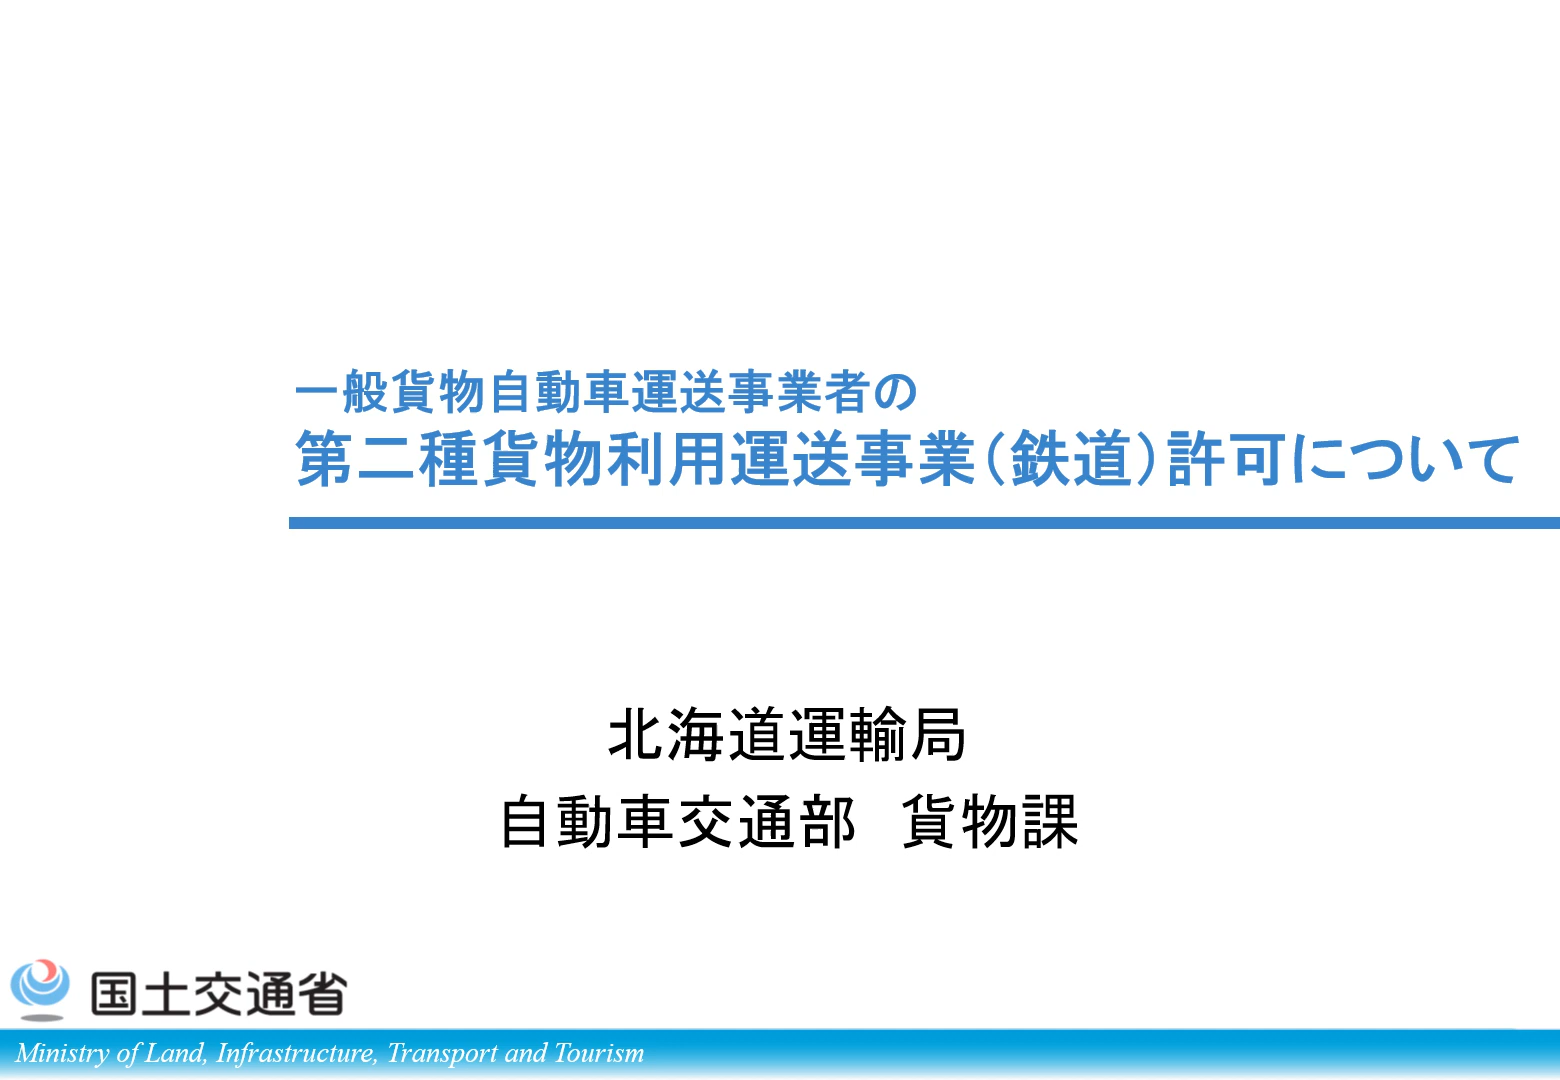 一般貨物自動車運送事業者の
第二種貨物利用運送事業（鉄道）許可について
北海道運輸局
自動車交通部　貨物課
国土交通省
Ministry of Land, Infrastructure, Transport and Tourism